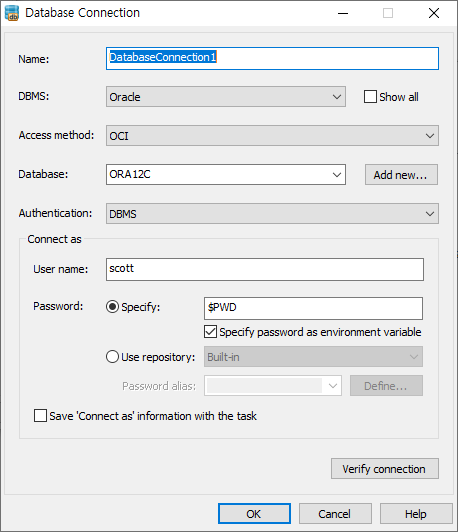 db
Database Connection
Name: DatabaseConnection1
DBMS: Oracle Show all
Access method: OCI
Database: ORA12C Add new...
Authentication: DBMS
Connect as
User name: scott
Password: Specify: $PWD
Specify password as environment variable
Use repository: Built-in
Password alias: Define...
Save 'Connect as' information with the task
Verify connection
OK Cancel Help